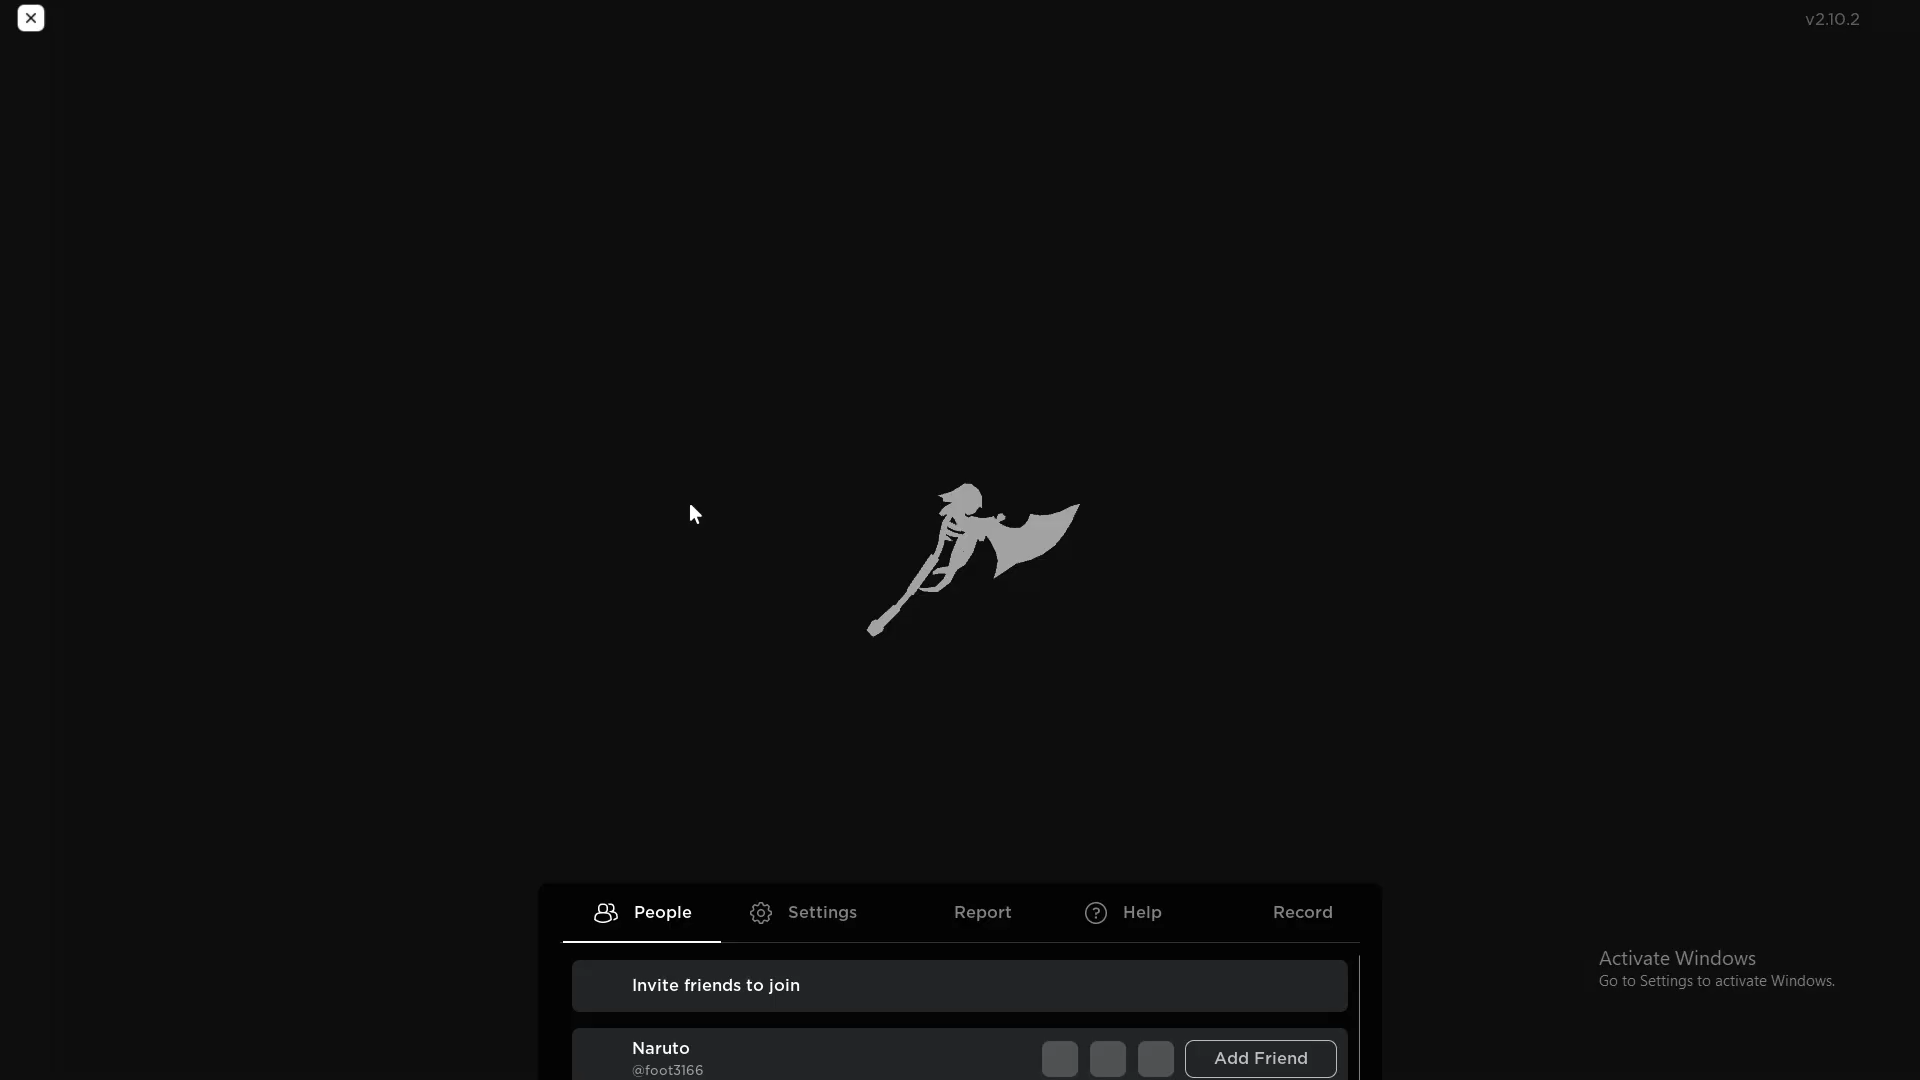 v2.10.2
People Settings Report Help Record
Invite friends to join
Naruto
@foot3166
Add Friend
Activate Windows
Go to Settings to activate Windows.